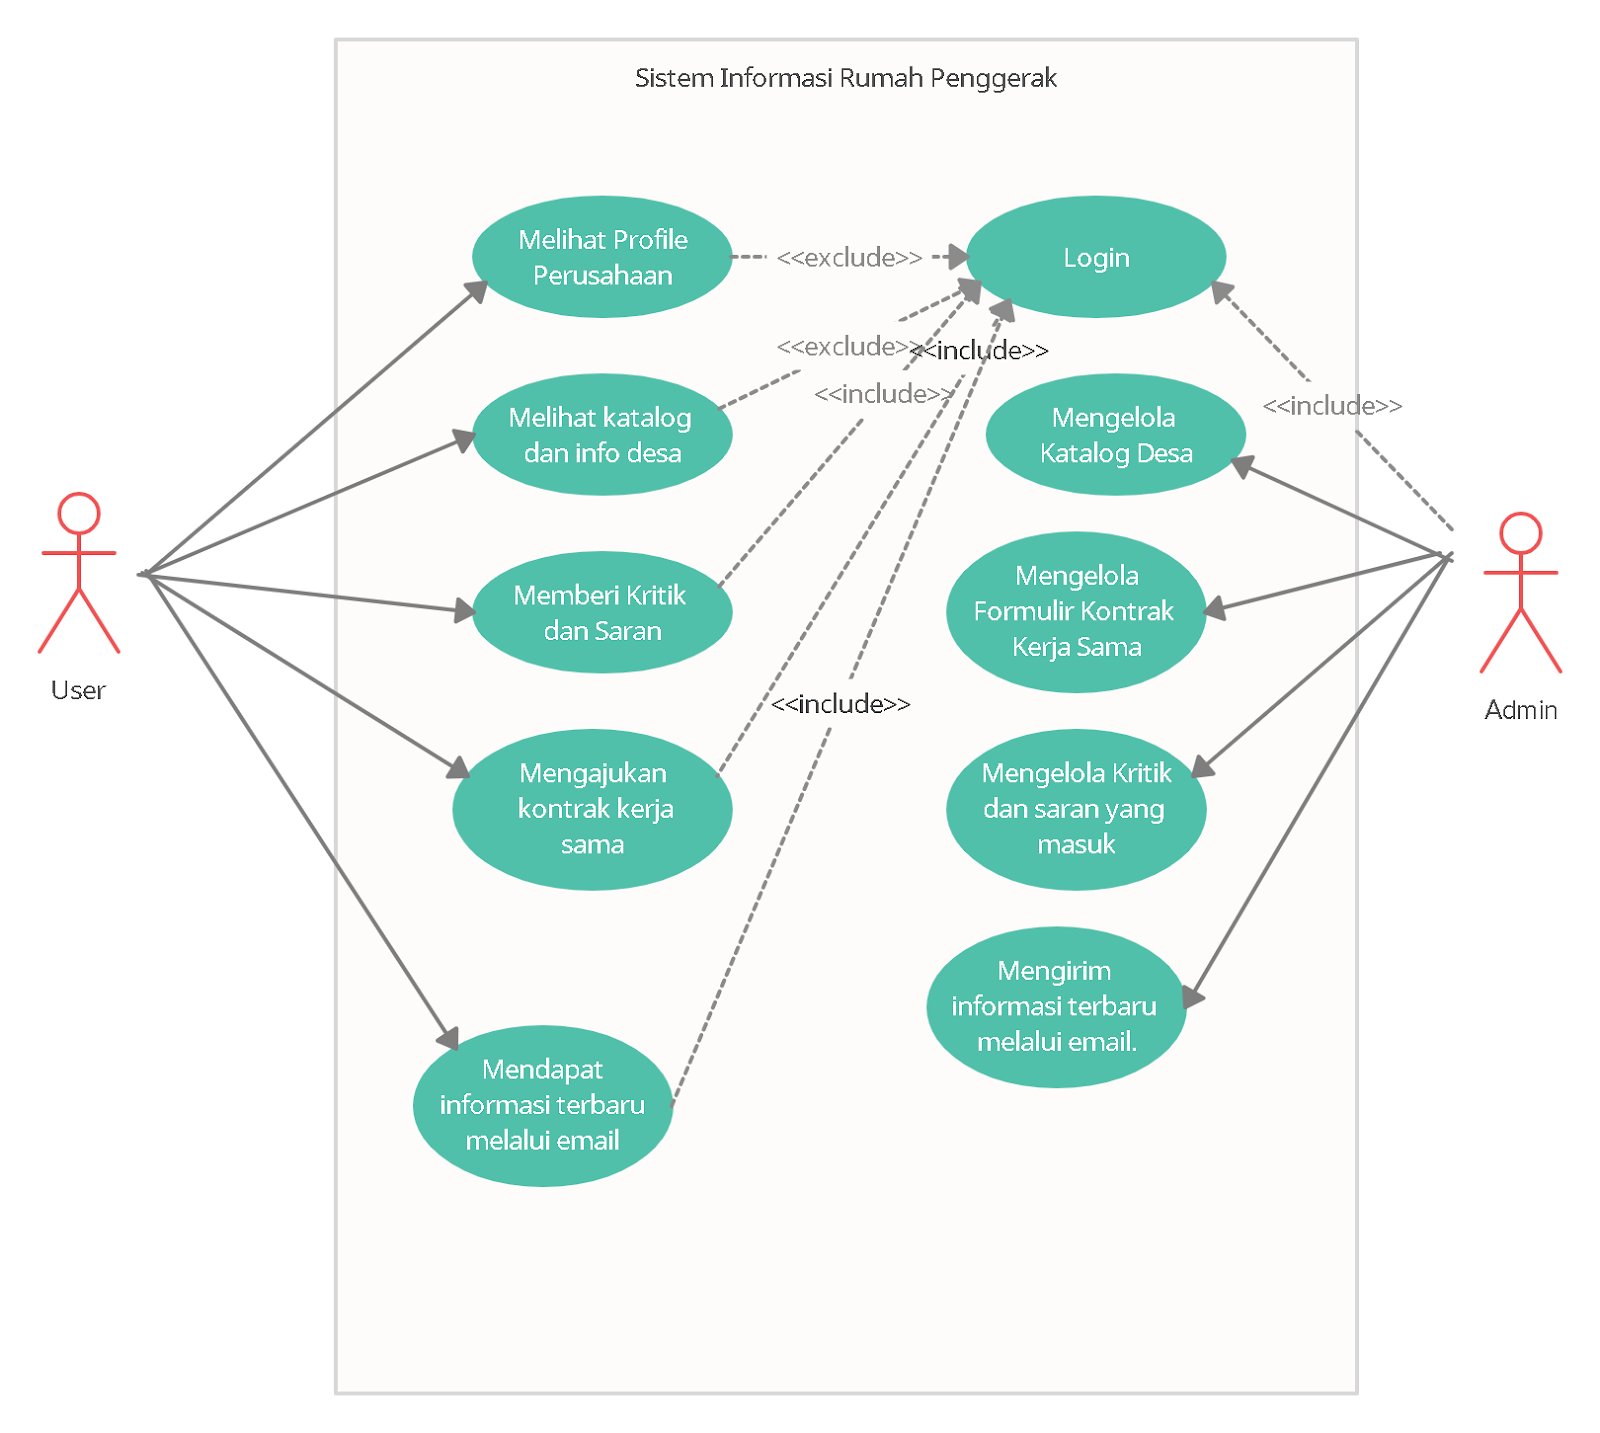 Sistem Informasi Rumah Penggerak
Melihat Profile
Perusahaan
<<exclude>>
Login
<<exclude>>
<<include>>
<<include>>
<<include>>
Melihat katalog
dan info desa
Mengelola
Katalog Desa
Memberi Kritik
dan Saran
Mengelola
Formulir Kontrak
Kerja Sama
User
<<include>>
Admin
Mengajukan
kontrak kerja
sama
Mengelola Kritik
dan saran yang
masuk
Mengirim
informasi terbaru
melalui email.
Mendapat
informasi terbaru
melalui email